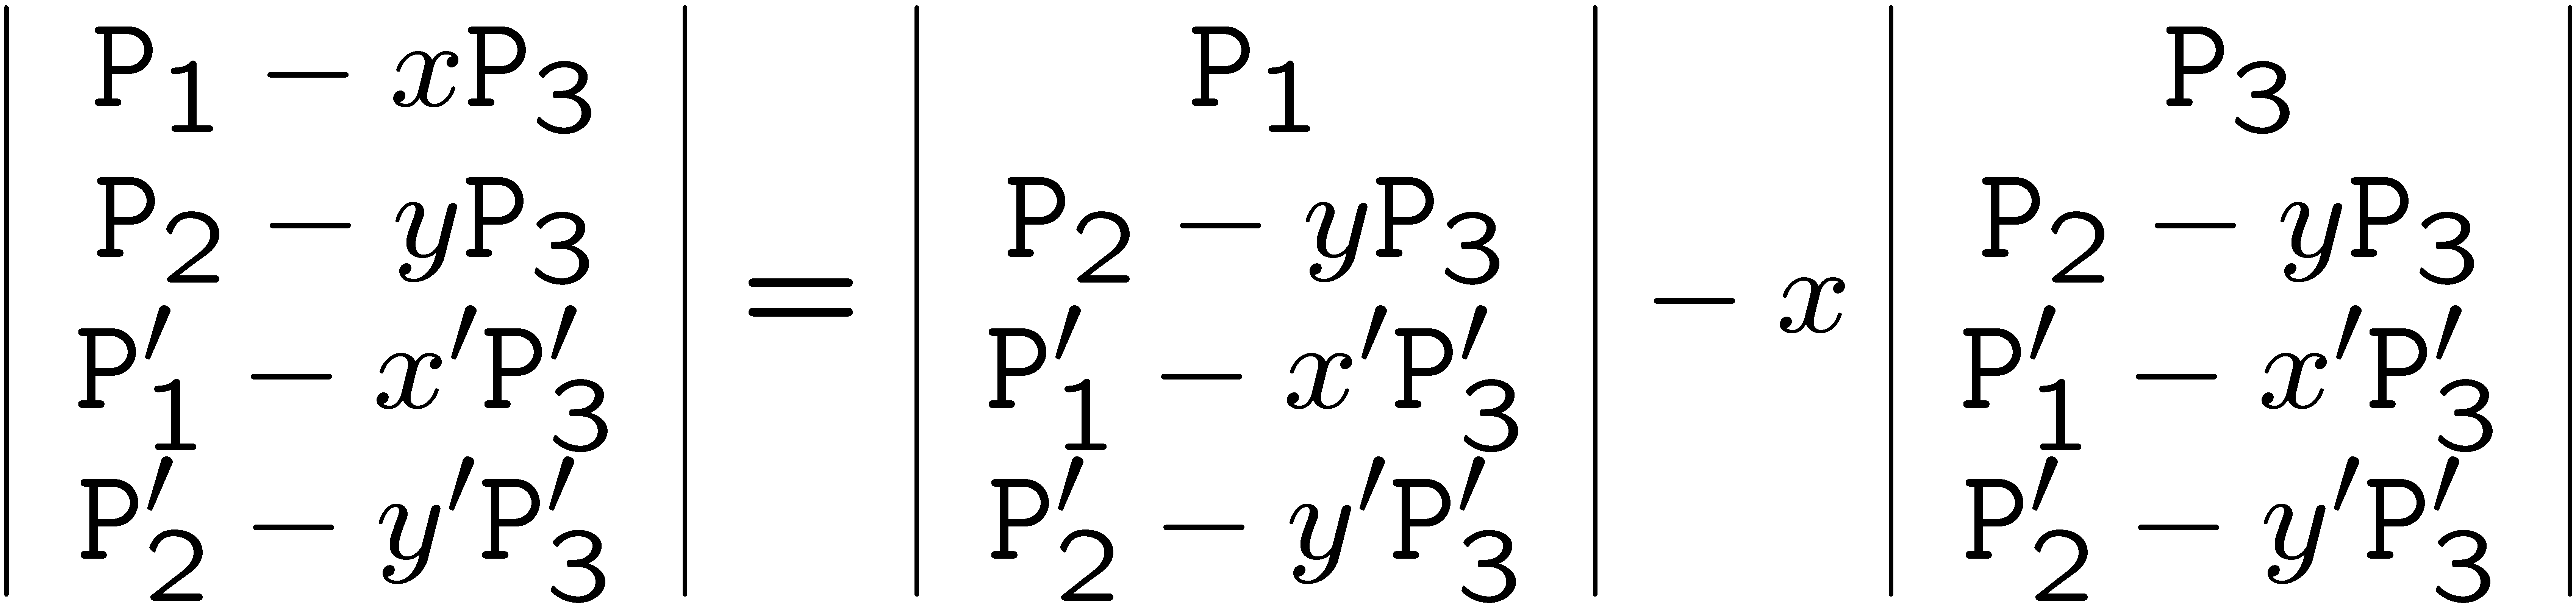 | P₁ − xP₃ | | P₁ | | P₃ |
| P₂ − yP₃ | = | P₂ − yP₃ | − x | P₂ − yP₃ |
| P′₁ − x′P′₃ | | P′₁ − x′P′₃ | | P′₁ − x′P′₃ |
| P′₂ − y′P′₃ | | P′₂ − y′P′₃ | | P′₂ − y′P′₃ |